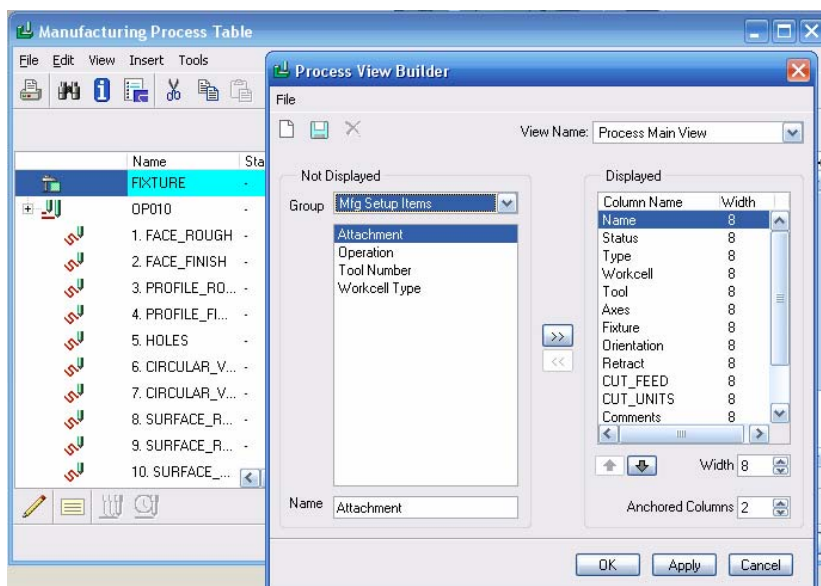 Manufacturing Process Table
File Edit View Insert Tools
Name Sta
FIXTURE -
OP010 -
1. FACE_ROUGH -
2. FACE_FINISH -
3. PROFILE_RO... -
4. PROFILE_FI... -
5. HOLES -
6. CIRCULAR_V... -
7. CIRCULAR_V... -
8. SURFACE_R... -
9. SURFACE_R... -
10. SURFACE_...
Process View Builder
File
View Name: Process Main View
Not Displayed
Group Mfg Setup Items
Attachment
Operation
Tool Number
Workcell Type
Name Attachment
>>
<<
Displayed
Column Name Width
Name 8
Status 8
Type 8
Workcell 8
Tool 8
Axes 8
Fixture 8
Orientation 8
Retract 8
CUT_FEED 8
CUT_UNITS 8
Comments 8
Width 8
Anchored Columns 2
OK Apply Cancel